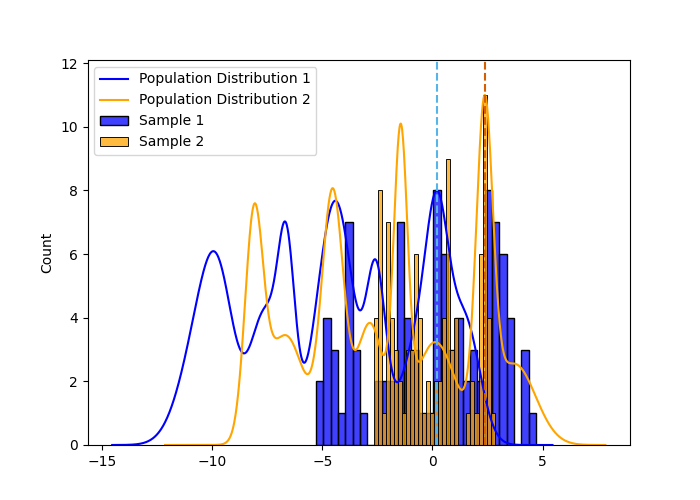 Population Distribution 1
Population Distribution 2
Sample 1
Sample 2
Count
12
10
8
6
4
2
0
−15
−10
−5
0
5